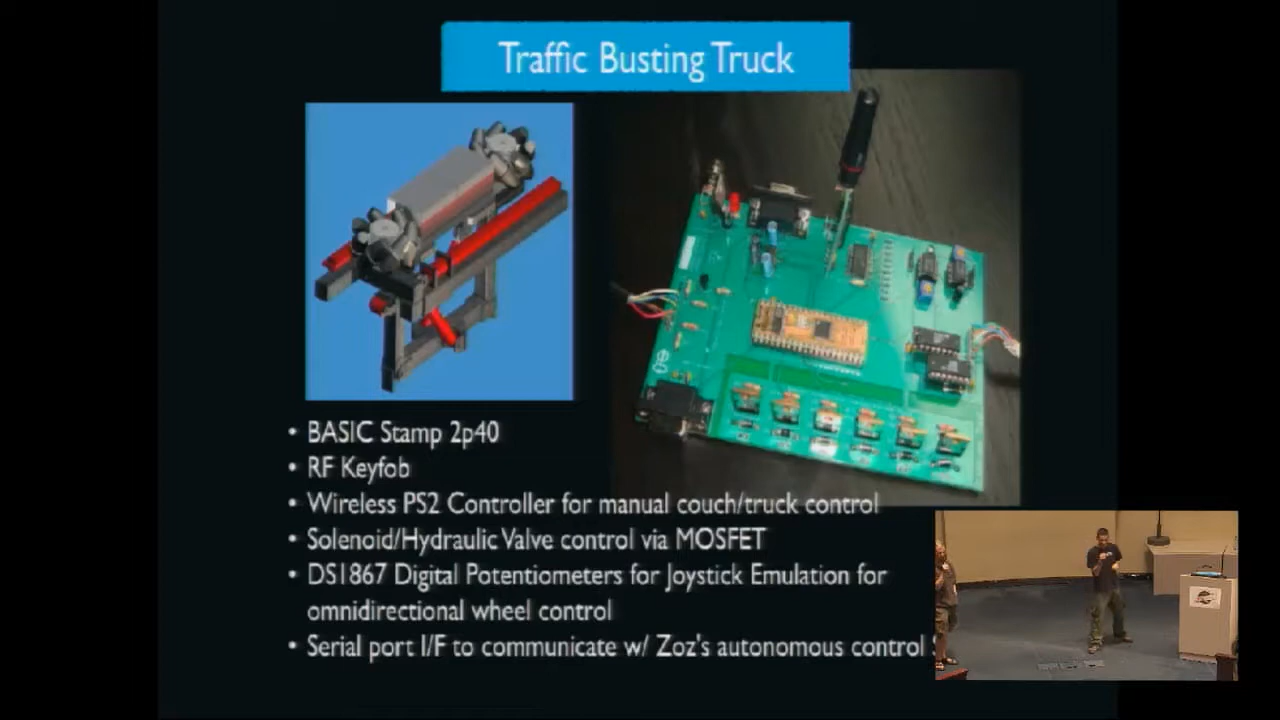 Traffic Busting Truck
• BASIC Stamp 2p40
• RF Keyfob
• Wireless PS2 Controller for manual couch/truck control
• Solenoid/Hydraulic Valve control via MOSFET
• DS1867 Digital Potentiometers for Joystick Emulation for
omnidirectional wheel control
• Serial port I/F to communicate w/ Zoz's autonomous control